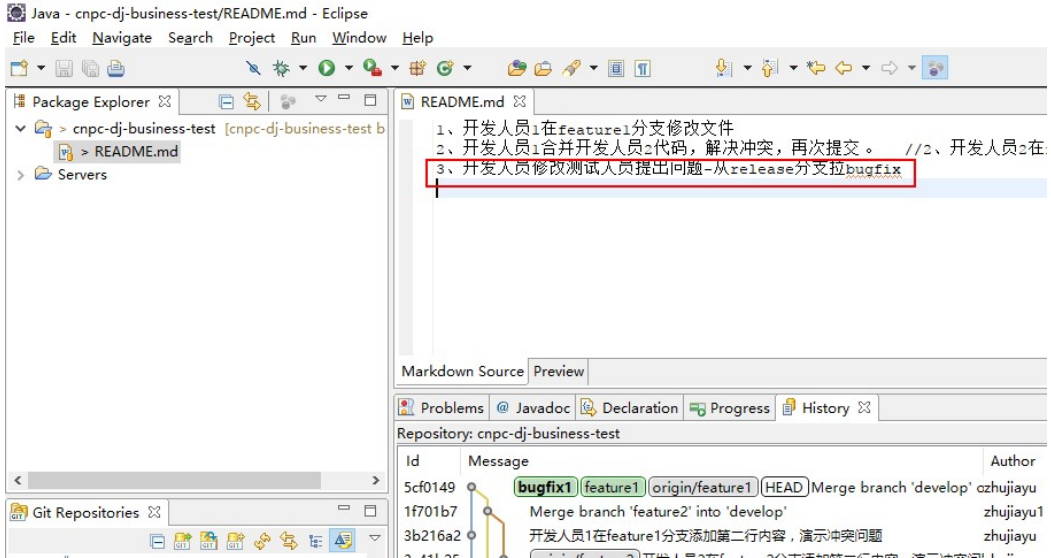 Java - cnpc-dj-business-test/README.md - Eclipse
File Edit Navigate Search Project Run Window Help
Package Explorer
> cnpc-dj-business-test [cnpc-dj-business-test b
> README.md
Servers
README.md
1、开发人员1在feature1分支修改文件
2、开发人员1合并开发人员2代码，解决冲突，再次提交。 //2、开发人员2在
3、开发人员修改测试人员提出问题-从release分支拉bugfix
Markdown Source Preview
Problems @ Javadoc Declaration Progress History
Repository: cnpc-dj-business-test
Id Message Author
5cf0149 bugfix1 feature1 origin/feature1 HEAD Merge branch 'develop' zhujiayu
1f701b7 Merge branch 'feature2' into 'develop' zhujiayu1
3b216a2 开发人员1在feature1分支添加第二行内容，演示冲突问题 zhujiayu
Git Repositories